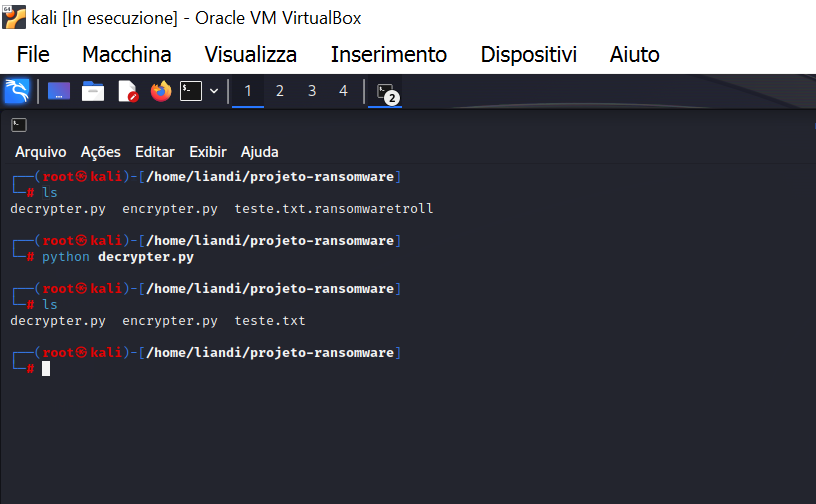 kali [In esecuzione] - Oracle VM VirtualBox
File Macchina Visualizza Inserimento Dispositivi Aiuto
1 2 3 4 2
Arquivo Ações Editar Exibir Ajuda
┌──(root㉿kali)-[/home/liandi/projeto-ransomware]
└─# ls
decrypter.py encrypter.py teste.txt.ransomwaretroll
┌──(root㉿kali)-[/home/liandi/projeto-ransomware]
└─# python decrypter.py
┌──(root㉿kali)-[/home/liandi/projeto-ransomware]
└─# ls
decrypter.py encrypter.py teste.txt
┌──(root㉿kali)-[/home/liandi/projeto-ransomware]
└─#